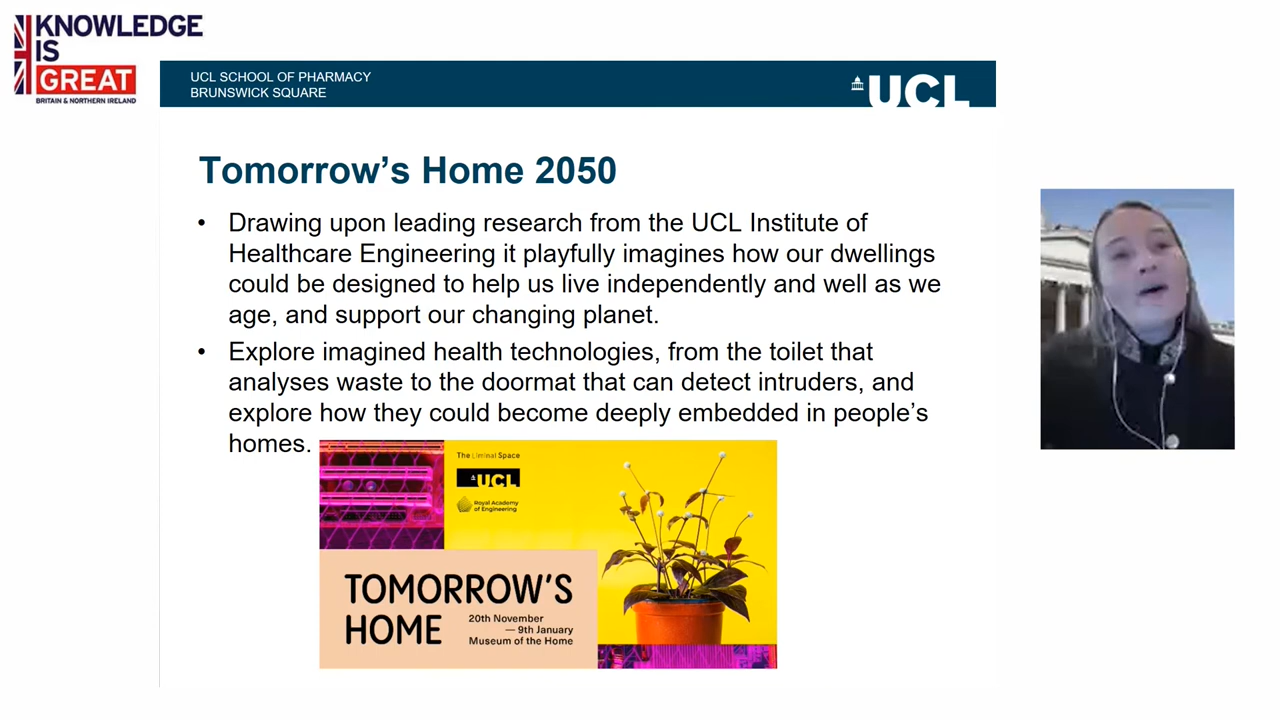 KNOWLEDGE
IS
GREAT
BRITAIN & NORTHERN IRELAND
UCL SCHOOL OF PHARMACY
BRUNSWICK SQUARE
UCL
Tomorrow's Home 2050
• Drawing upon leading research from the UCL Institute of
Healthcare Engineering it playfully imagines how our dwellings
could be designed to help us live independently and well as we
age, and support our changing planet.
• Explore imagined health technologies, from the toilet that
analyses waste to the doormat that can detect intruders, and
explore how they could become deeply embedded in people's
homes.
The Liminal Space
UCL
Royal Academy
of Engineering
TOMORROW'S
HOME
20th November
— 9th January
Museum of the Home